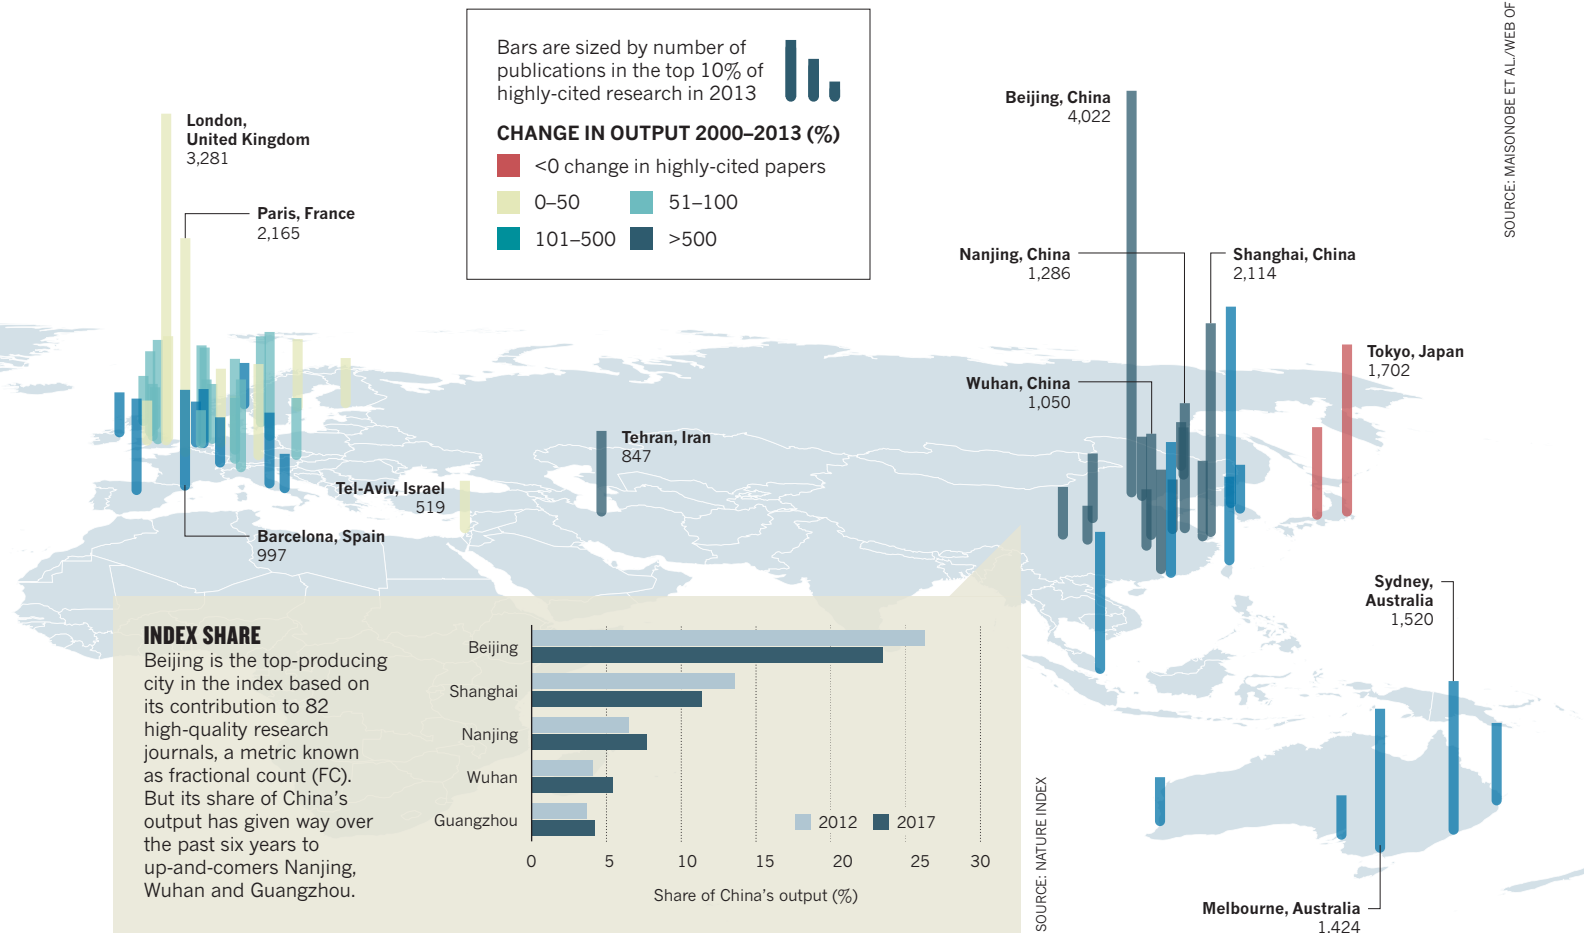 Bars are sized by number of
publications in the top 10% of
highly-cited research in 2013
CHANGE IN OUTPUT 2000–2013 (%)
<0 change in highly-cited papers
0–50
51–100
101–500
>500
London,
United Kingdom
3,281
Paris, France
2,165
Beijing, China
4,022
Nanjing, China
1,286
Shanghai, China
2,114
Wuhan, China
1,050
Tokyo, Japan
1,702
Tehran, Iran
847
Tel-Aviv, Israel
519
Barcelona, Spain
997
Sydney,
Australia
1,520
Melbourne, Australia
1,424
SOURCE: MAISONOBE ET AL./WEB OF
INDEX SHARE
Beijing is the top-producing
city in the index based on
its contribution to 82
high-quality research
journals, a metric known
as fractional count (FC).
But its share of China's
output has given way over
the past six years to
up-and-comers Nanjing,
Wuhan and Guangzhou.
Beijing
Shanghai
Nanjing
Wuhan
Guangzhou
2012
2017
0 5 10 15 20 25 30
Share of China's output (%)
SOURCE: NATURE INDEX